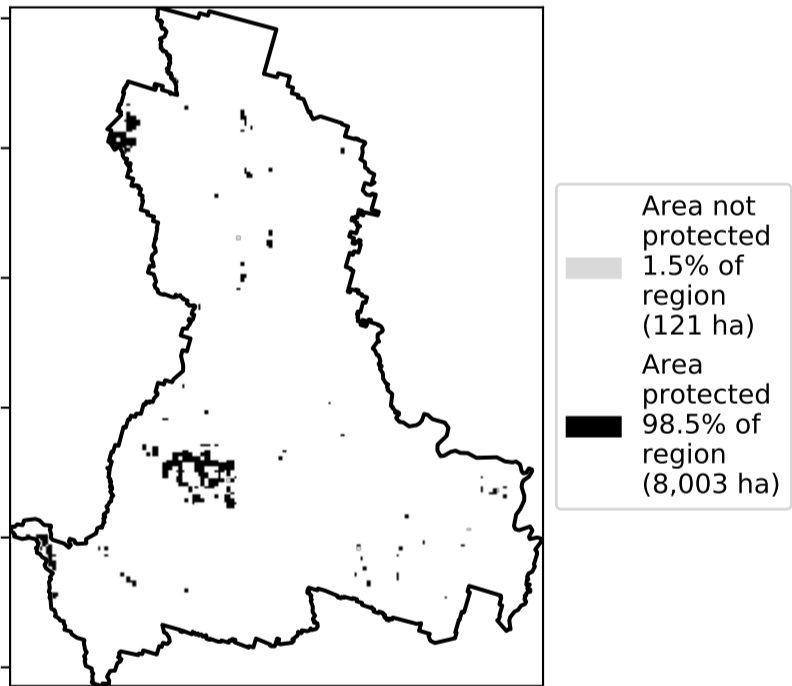 Area not
protected
1.5% of
region
(121 ha)
Area
protected
98.5% of
region
(8,003 ha)